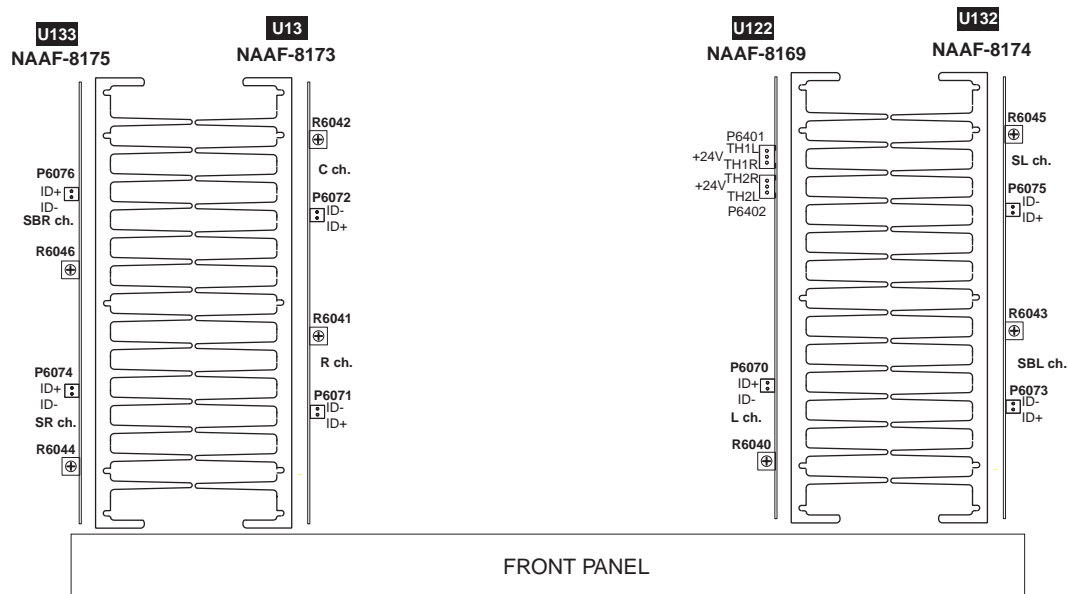 U133
NAAF-8175
U13
NAAF-8173
U122
NAAF-8169
U132
NAAF-8174
P6076
ID+
ID-
SBR ch.
R6046
P6074
ID+
ID-
SR ch.
R6044
R6042
C ch.
P6072
ID-
ID+
R6041
R ch.
P6071
ID-
ID+
P6401
TH1L
+24V
TH1R
TH2R
+24V
TH2L
P6402
P6070
ID+
ID-
L ch.
R6040
R6045
SL ch.
P6075
ID-
ID+
R6043
SBL ch.
P6073
ID-
ID+
FRONT PANEL